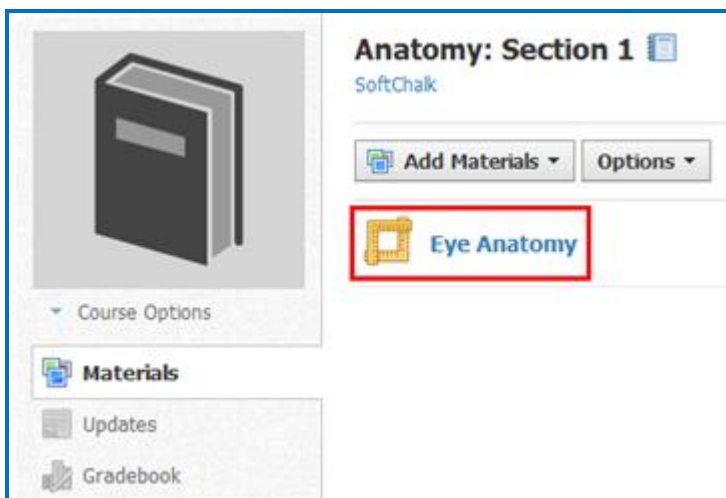 Anatomy: Section 1
SoftChalk
Add Materials
Options
Eye Anatomy
Course Options
Materials
Updates
Gradebook